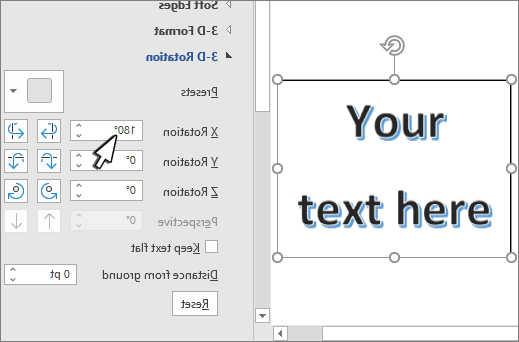 Soft Edges
3-D Format
3-D Rotation
Presets
X Rotation 180°
Y Rotation 0°
Z Rotation 0°
Perspective 0°
Keep text flat
Distance from ground 0 pt
Reset
Your
text here